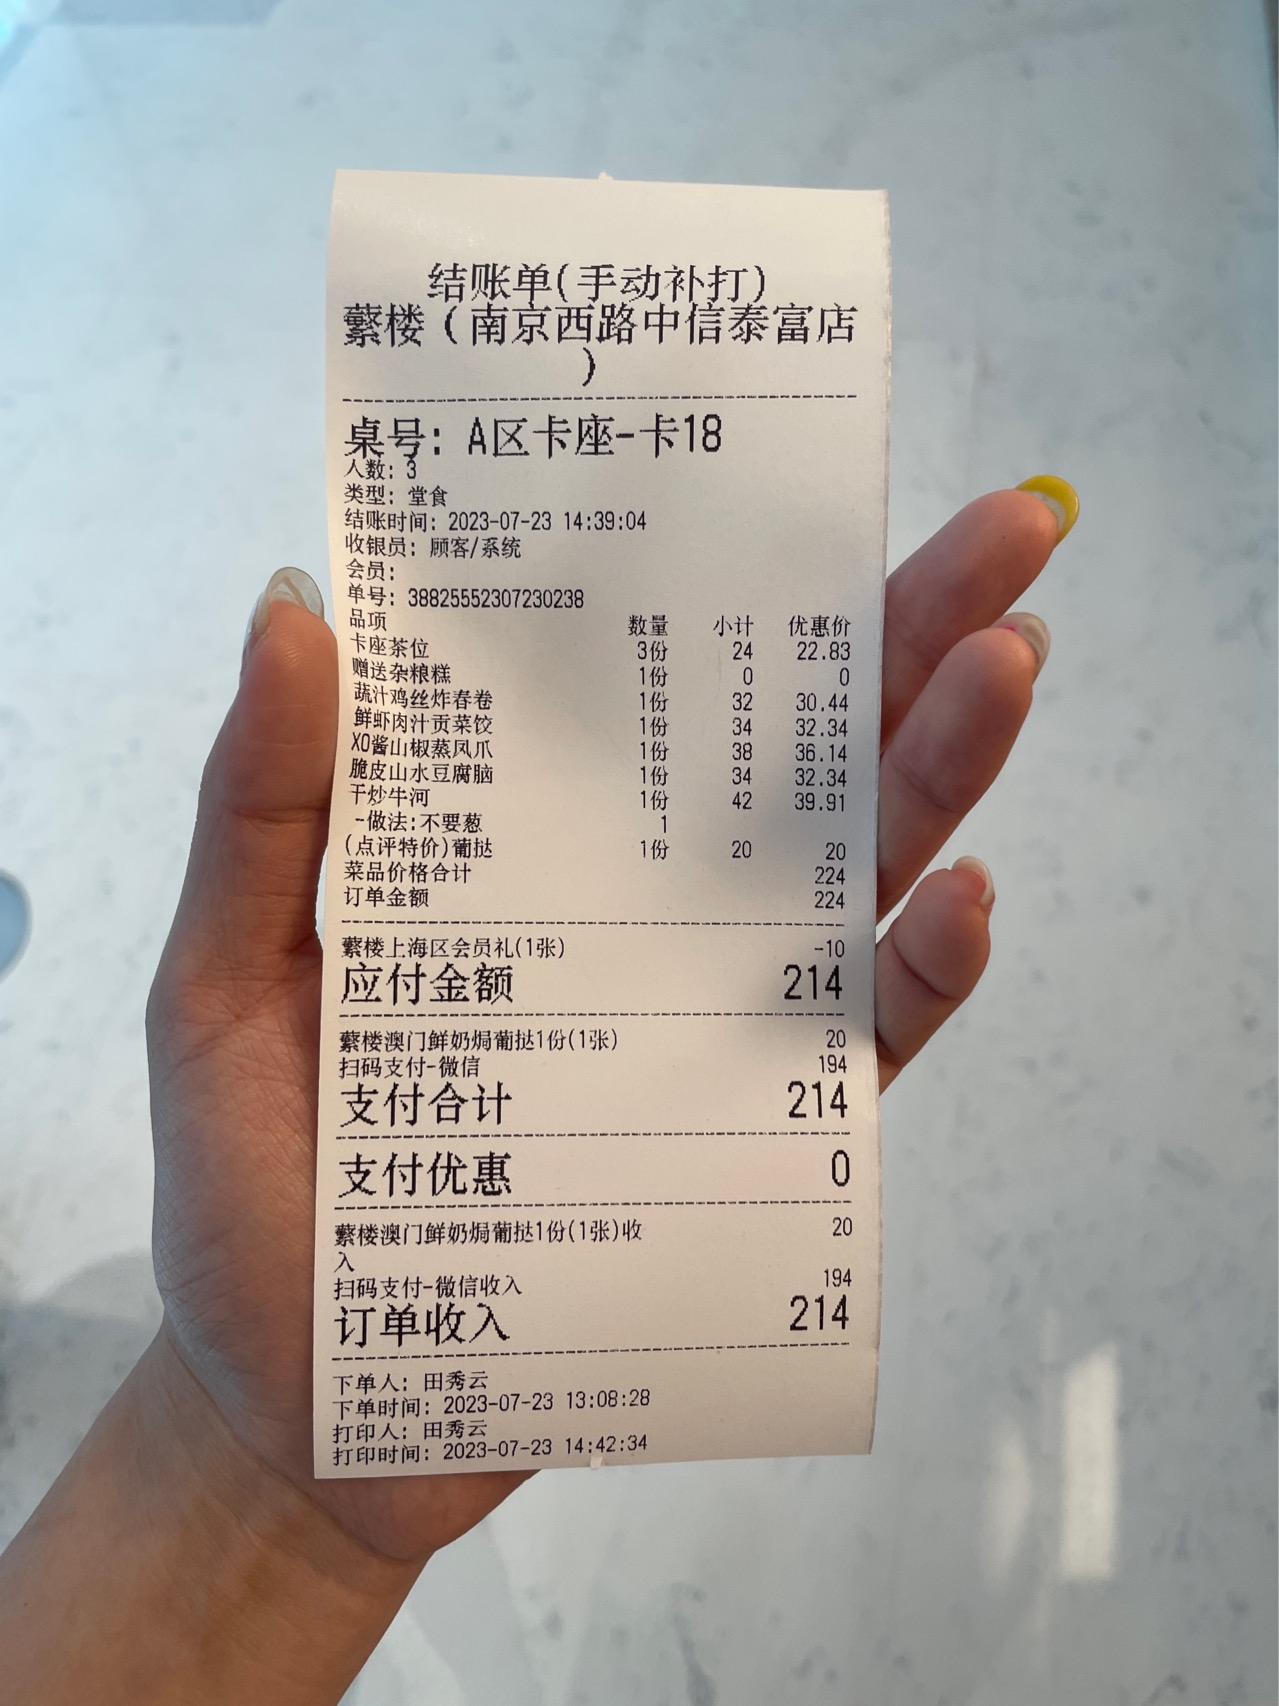 结账单(手动补打)
蘩楼(南京西路中信泰富店
)
桌号: A区卡座-卡18
人数: 3
类型: 堂食
结账时间: 2023-07-23 14:39:04
收银员: 顾客/系统
会员:
单号: 388255552307230238
品项 数量 小计 优惠价
卡座茶位 3份 24 22.83
赠送杂粮糕 1份 0 0
蔬汁鸡丝炸春卷 1份 32 30.44
鲜虾肉汁贡菜饺 1份 34 32.34
XO酱山椒蒸凤爪 1份 38 36.14
脆皮山水豆腐脑 1份 34 32.34
干炒牛河 1份 42 39.91
-做法:不要葱 1
(点评特价)葡挞 1份 20 20
菜品价格合计 224
订单金额 224
蘩楼上海区会员礼(1张) -10
应付金额 214
蘩楼澳门鲜奶焗葡挞1份(1张) 20
扫码支付-微信 194
支付合计 214
支付优惠 0
蘩楼澳门鲜奶焗葡挞1份(1张)收 20
入
扫码支付-微信收入 194
订单收入 214
下单人: 田秀云
下单时间: 2023-07-23 13:08:28
打印人: 田秀云
打印时间: 2023-07-23 14:42:34